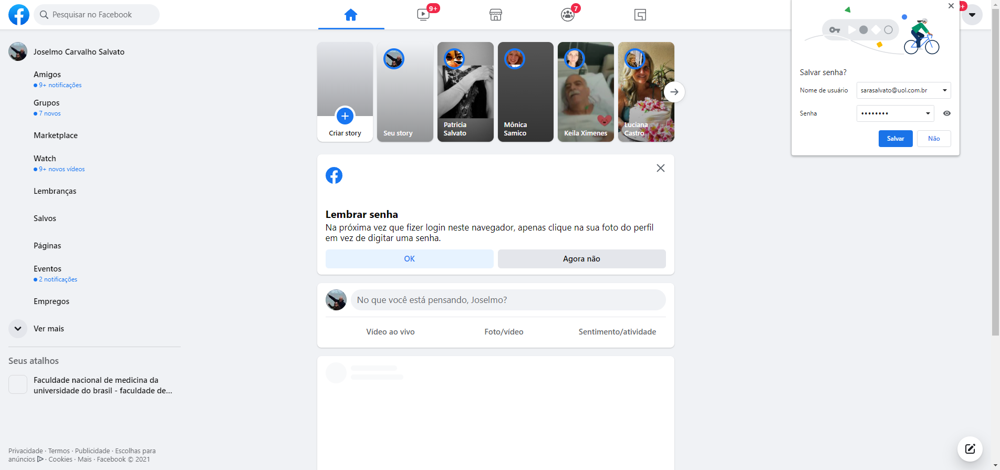 Pesquisar no Facebook
9+
7
+
Joselmo Carvalho Salvato
Amigos
9+ notificações
Grupos
7 novos
Marketplace
Watch
9+ novos vídeos
Lembranças
Salvos
Páginas
Eventos
2 notificações
Empregos
Ver mais
Seus atalhos
Faculdade nacional de medicina da
universidade do brasil - faculdade de...
Privacidade · Termos · Publicidade · Escolhas para
anúncios · Cookies · Mais · Facebook © 2021
Criar story
Seu story
Patricia
Salvato
Mônica
Samico
Keila Ximenes
Luciana
Castro
Lembrar senha
Na próxima vez que fizer login neste navegador, apenas clique na sua foto do perfil
em vez de digitar uma senha.
OK
Agora não
No que você está pensando, Joselmo?
Vídeo ao vivo
Foto/vídeo
Sentimento/atividade
Salvar senha?
Nome de usuário
sarasalvato@uol.com.br
Senha
••••••••
Salvar
Não